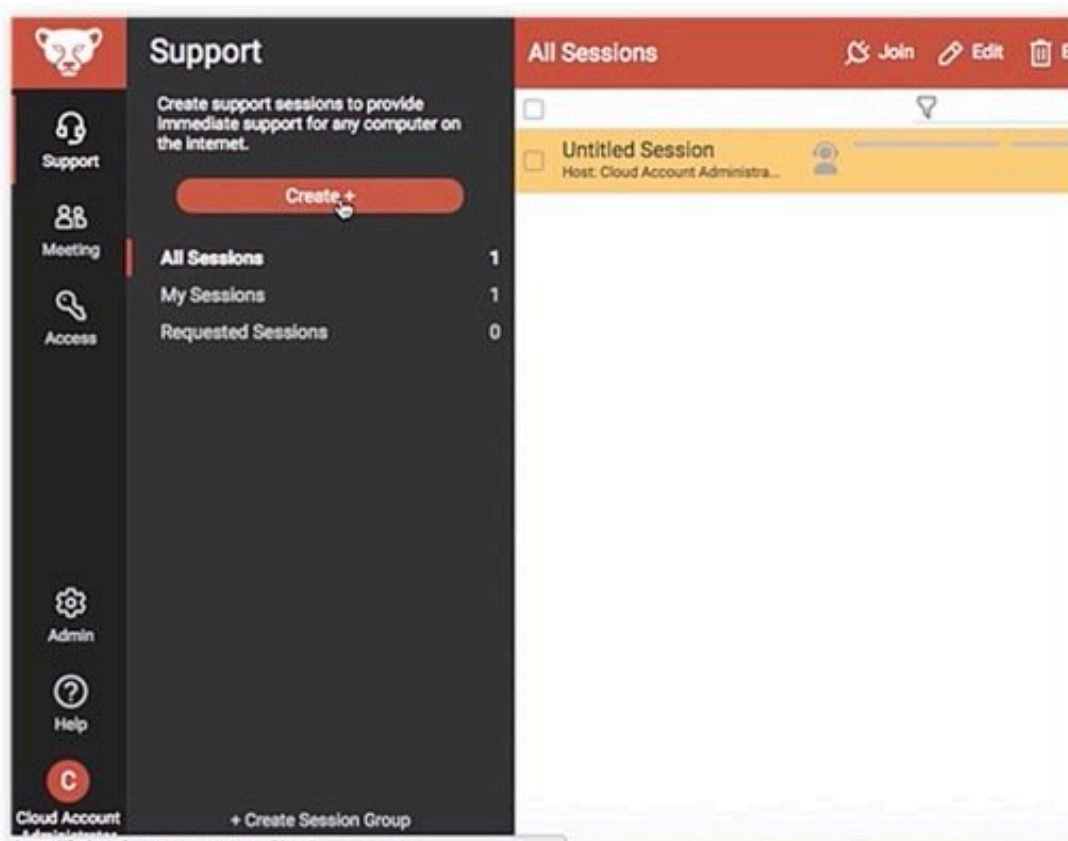 Support
Create support sessions to provide
immediate support for any computer on
the internet.
Create +
All Sessions 1
My Sessions 1
Requested Sessions 0
+ Create Session Group
Support
Meeting
Access
Admin
Help
C
Cloud Account
Administrator
All Sessions
Join
Edit
Untitled Session
Host: Cloud Account Administra...